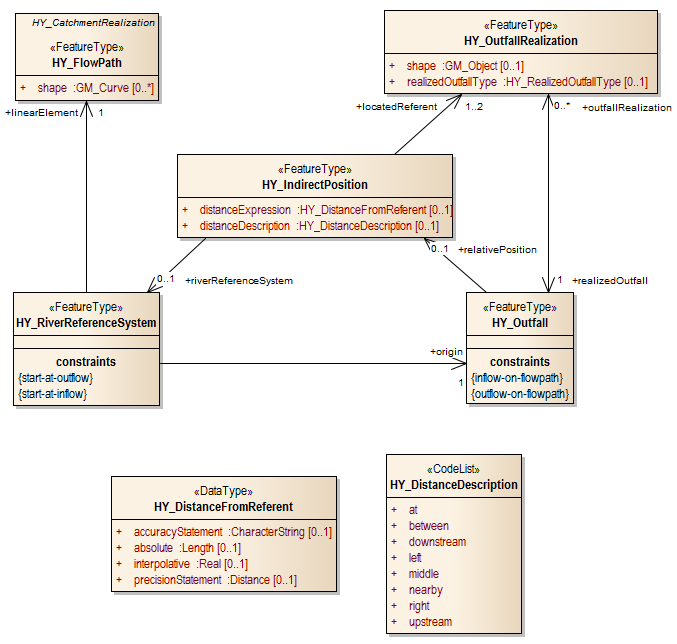 HY_CatchmentRealization
«FeatureType»
HY_FlowPath
+ shape :GM_Curve [0..*]
«FeatureType»
HY_OutfallRealization
+ shape :GM_Object [0..1]
+ realizedOutfallType :HY_RealizedOutfallType [0..1]
+linearElement 1
+locatedReferent
1..2
0..* +outfallRealization
«FeatureType»
HY_IndirectPosition
+ distanceExpression :HY_DistanceFromReferent [0..1]
+ distanceDescription :HY_DistanceDescription [0..1]
0..1 +riverReferenceSystem
0..1 +relativePosition
1 +realizedOutfall
«FeatureType»
HY_RiverReferenceSystem
constraints
{start-at-outflow}
{start-at-inflow}
+origin
1
«FeatureType»
HY_Outfall
constraints
{inflow-on-flowpath}
{outflow-on-flowpath}
«DataType»
HY_DistanceFromReferent
+ accuracyStatement :CharacterString [0..1]
+ absolute :Length [0..1]
+ interpolative :Real [0..1]
+ precisionStatement :Distance [0..1]
«CodeList»
HY_DistanceDescription
+ at
+ between
+ downstream
+ left
+ middle
+ nearby
+ right
+ upstream